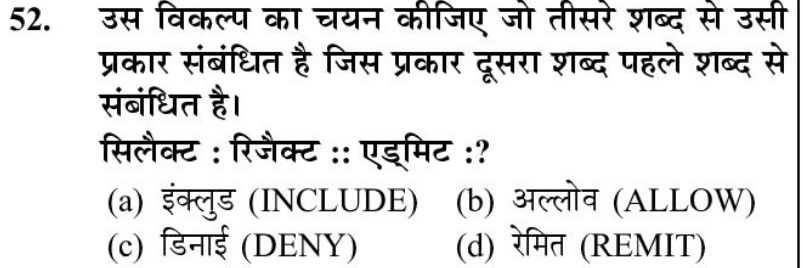 52. उस विकल्प का चयन कीजिए जो तीसरे शब्द से उसी
प्रकार संबंधित है जिस प्रकार दूसरा शब्द पहले शब्द से
संबंधित है।
सिलैक्ट : रिजैक्ट :: एड्मिट :?
(a) इंक्लुड (INCLUDE) (b) अल्लोव (ALLOW)
(c) डिनाई (DENY) (d) रेमित (REMIT)